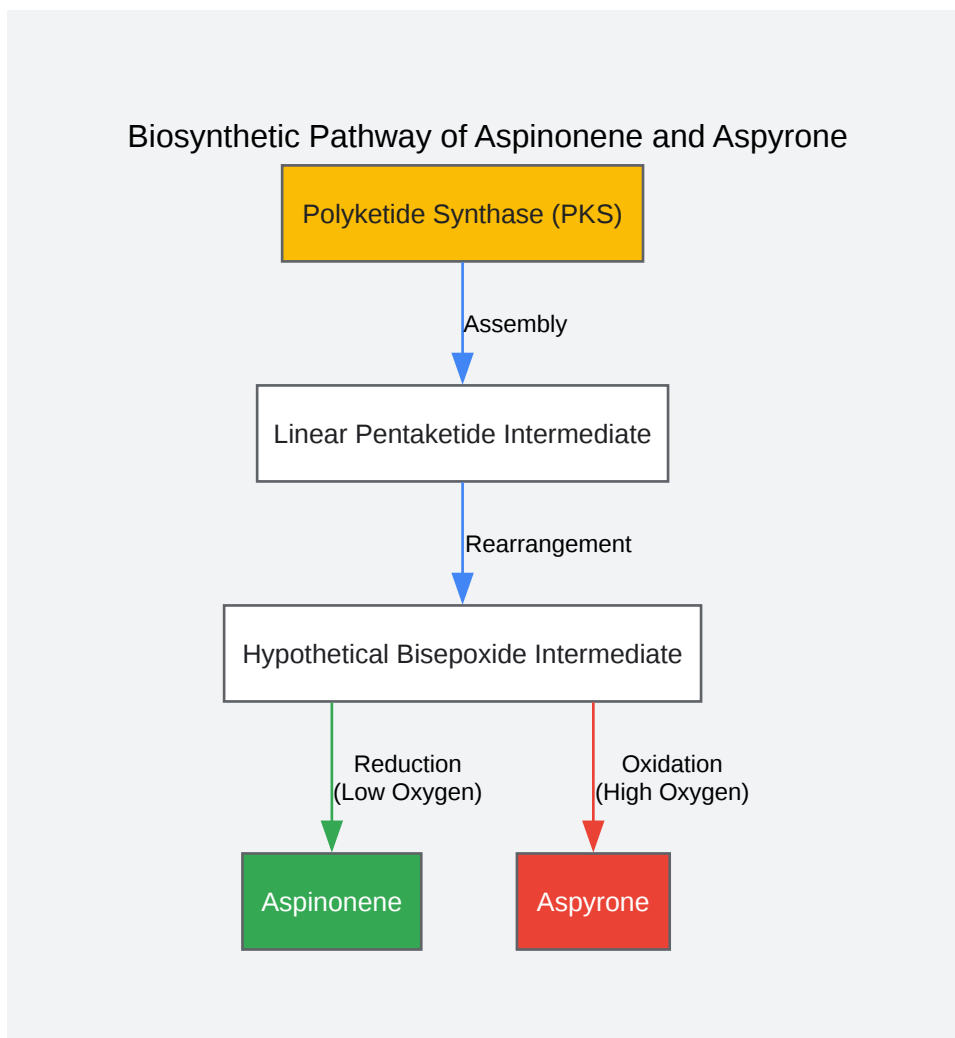 Biosynthetic Pathway of Aspinonene and Aspyrone
Polyketide Synthase (PKS)
Assembly
Linear Pentaketide Intermediate
Rearrangement
Hypothetical Bisepoxide Intermediate
Reduction
(Low Oxygen)
Oxidation
(High Oxygen)
Aspinonene
Aspyrone